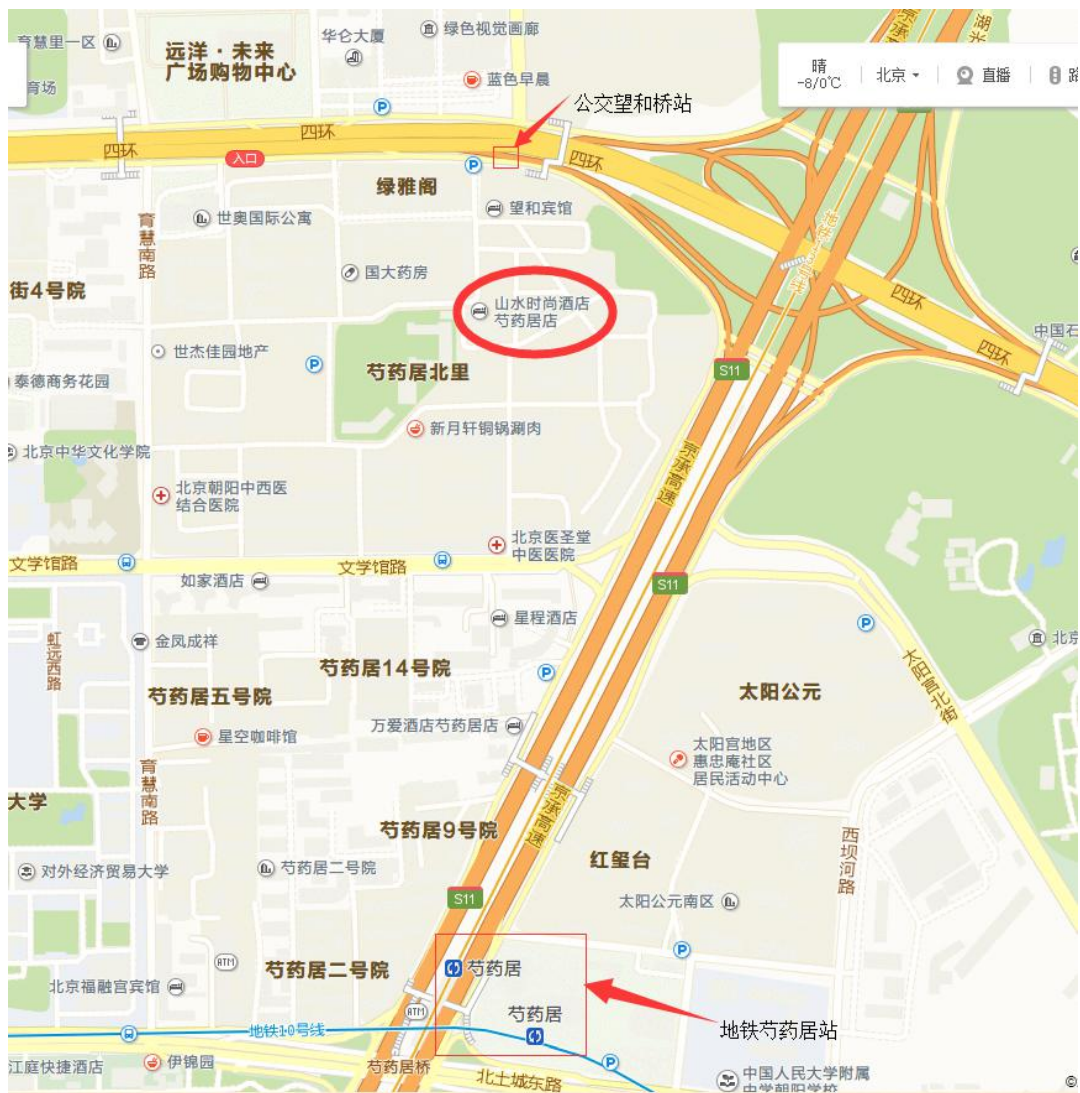 育慧里一区
远洋·未来
广场购物中心
华仑大厦
绿色视觉画廊
蓝色早晨
晴
-8/0℃
北京
直播
公交望和桥站
四环
四环
四环
入口
P
P
绿雅阁
望和宾馆
世奥国际公寓
育慧南路
国大药房
街4号院
山水时尚酒店
芍药居店
地铁13号线
四环
四环
中国石
世杰佳园地产
P
泰德商务花园
芍药居北里
S11
新月轩铜锅涮肉
北京中华文化学院
京承高速
北京朝阳中西医
结合医院
北京医圣堂
中医医院
文学馆路
文学馆路
如家酒店
S11
星程酒店
P
金凤成祥
虹远西路
芍药居14号院
P
太阳宫北街
芍药居五号院
太阳公元
万爱酒店芍药居店
星空咖啡馆
太阳宫地区
惠忠庵社区
居民活动中心
育慧南路
大学
京承高速
芍药居9号院
西坝河路
红玺台
对外经济贸易大学
芍药居二号院
S11
太阳公元南区
P
ATM
芍药居二号院
芍药居
北京福融宫宾馆
芍药居
ATM
地铁10号线
地铁芍药居站
江庭快捷酒店
伊锦园
芍药居桥
P
北土城东路
中国人民大学附属
中学朝阳学校
©